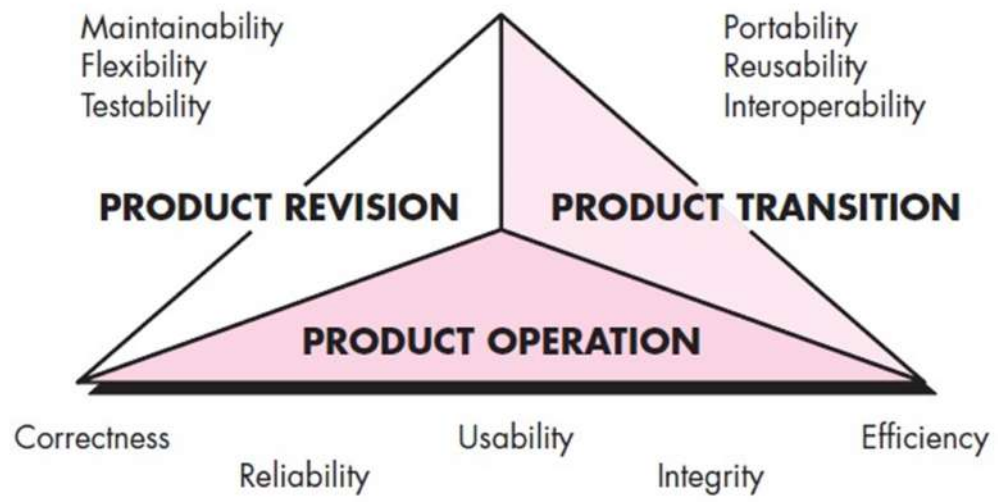 Maintainability
Flexibility
Testability
Portability
Reusability
Interoperability
PRODUCT REVISION
PRODUCT TRANSITION
PRODUCT OPERATION
Correctness
Usability
Efficiency
Reliability
Integrity